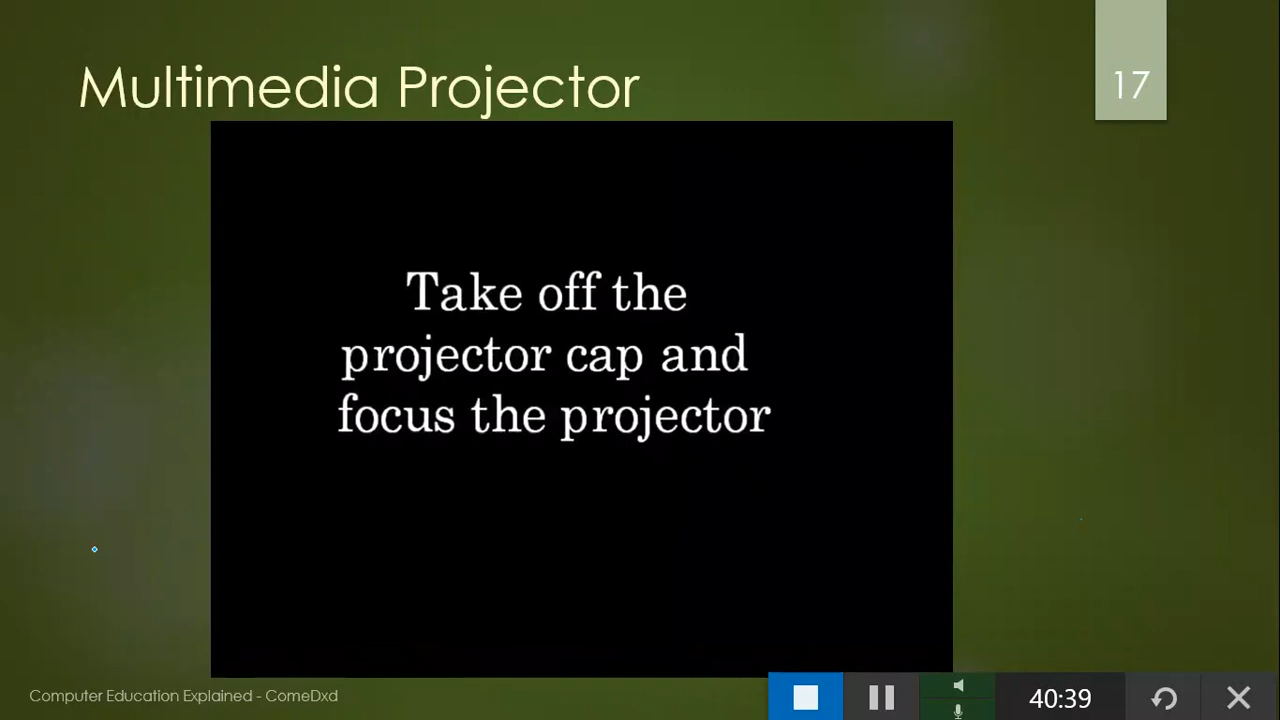 Multimedia Projector
17
Take off the
projector cap and
focus the projector
Computer Education Explained - ComeDxd
40:39